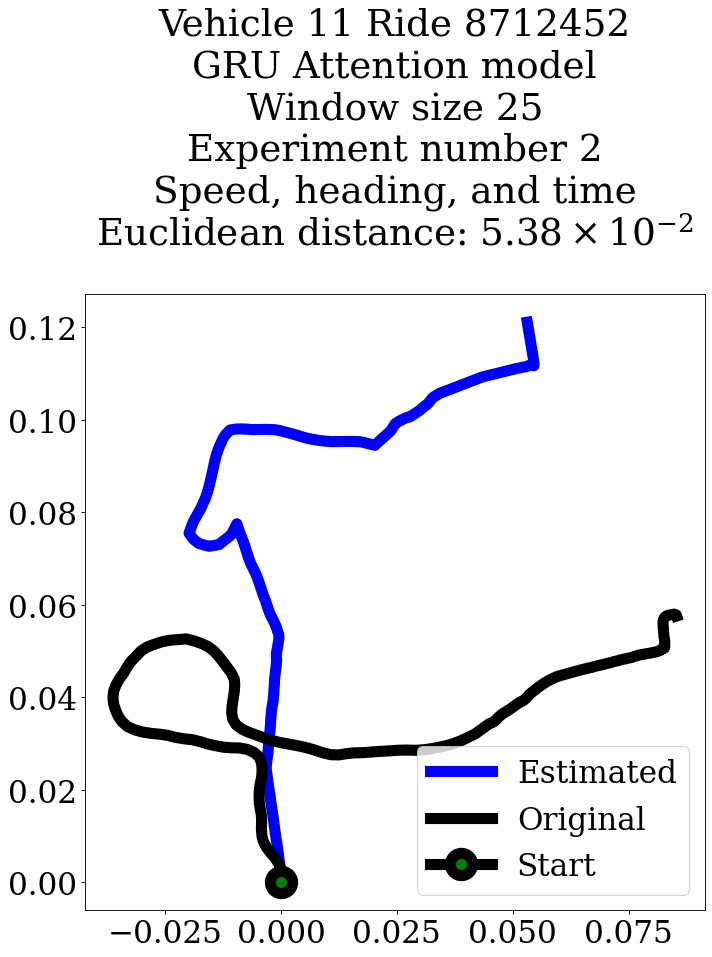 Vehicle 11 Ride 8712452
GRU Attention model
Window size 25
Experiment number 2
Speed, heading, and time
Euclidean distance: 5.38 × 10⁻²
0.12
0.10
0.08
0.06
0.04
0.02
0.00
−0.025
0.000
0.025
0.050
0.075
Estimated
Original
Start